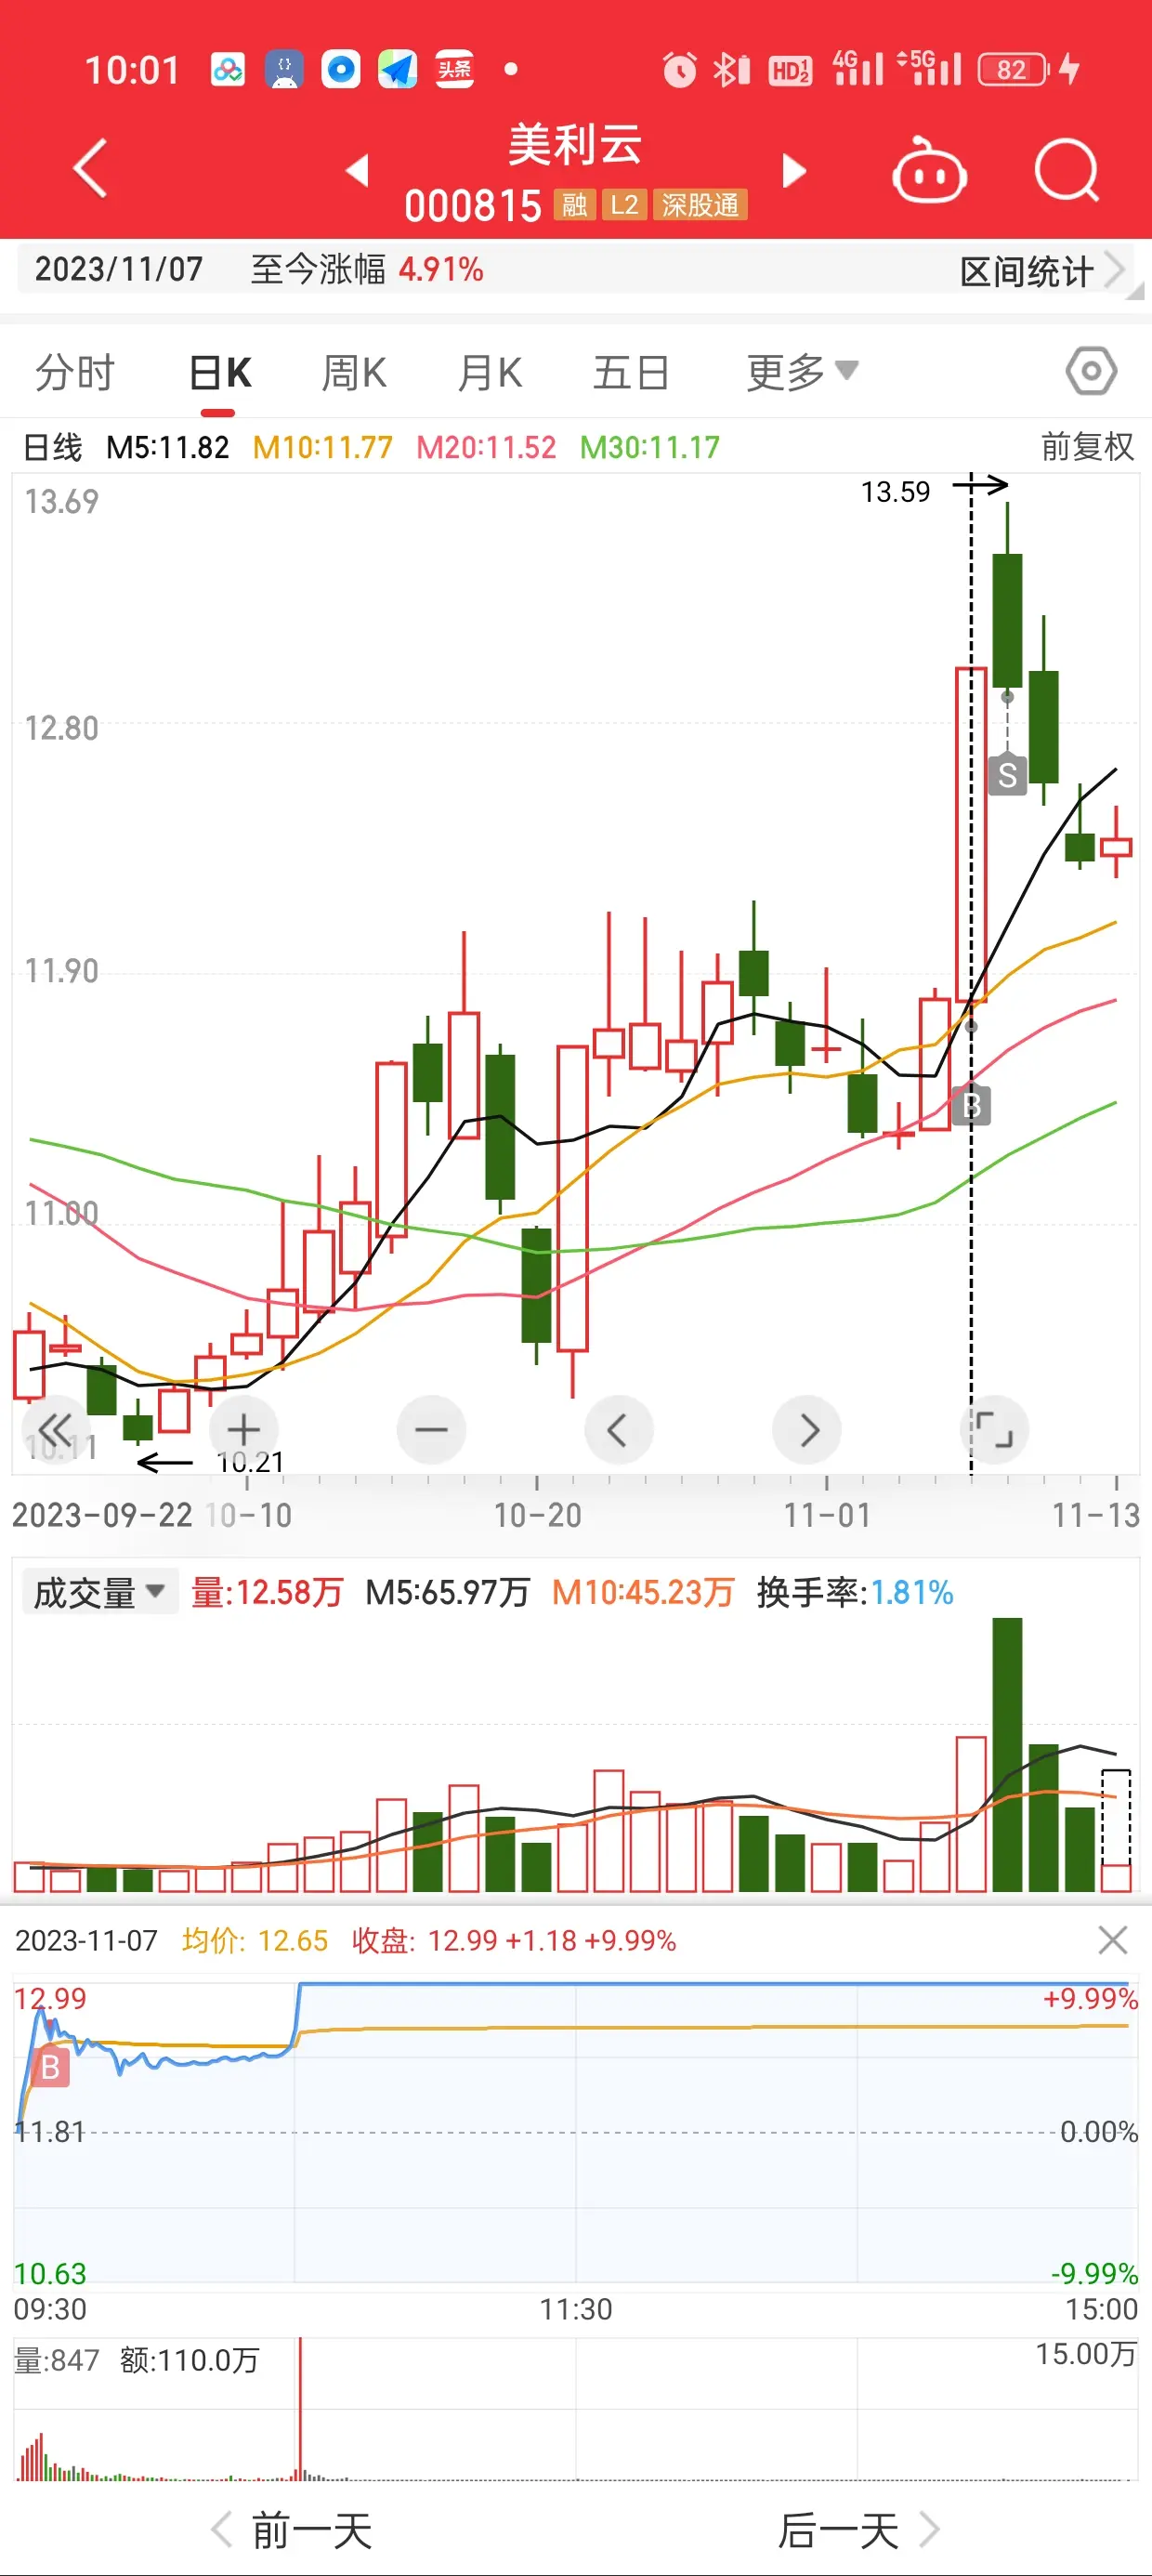 10:01 头条 HD 1 2 4G 5G 82
美利云
000815 融 L2 深股通
2023/11/07 至今涨幅 4.91% 区间统计
分时 日K 周K 月K 五日 更多
日线 M5:11.82 M10:11.77 M20:11.52 M30:11.17 前复权
13.69
13.59
12.80
S
11.90
B
11.00
10.11
10.21
2023-09-22 10-10 10-20 11-01 11-13
成交量 量:12.58万 M5:65.97万 M10:45.23万 换手率:1.81%
2023-11-07 均价: 12.65 收盘: 12.99 +1.18 +9.99%
12.99 +9.99%
B
11.81 0.00%
10.63 -9.99%
09:30 11:30 15:00
量:847 额:110.0万 15.00万
前一天 后一天